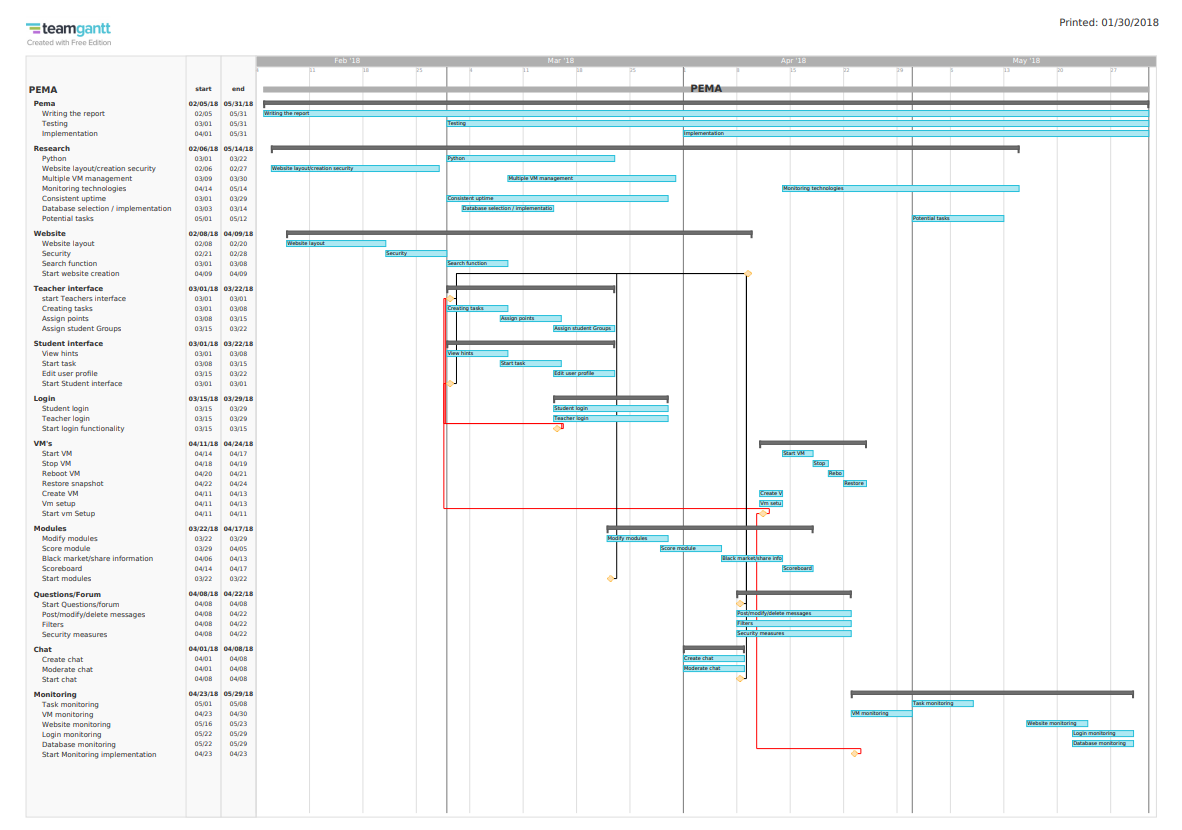 teamgantt
Created with Free Edition
Printed: 01/30/2018
Feb '18 Mar '18 Apr '18 May '18
4 11 18 25 4 11 18 25 1 8 15 22 29 6 13 20 27
PEMA start end PEMA
Pema 02/05/18 05/31/18
Writing the report 02/05 05/31 Writing the report
Testing 03/01 05/31 Testing
Implementation 04/01 05/31 Implementation
Research 02/06/18 05/14/18
Python 03/01 03/22 Python
Website layout/creation security 02/06 02/27 Website layout/creation security
Multiple VM management 03/09 03/30 Multiple VM management
Monitoring technologies 04/14 05/14 Monitoring technologies
Consistent uptime 03/01 03/29 Consistent uptime
Database selection / implementation 03/03 03/14 Database selection / implementatio
Potential tasks 05/01 05/12 Potential tasks
Website 02/08/18 04/09/18
Website layout 02/08 02/20 Website layout
Security 02/21 02/28 Security
Search function 03/01 03/08 Search function
Start website creation 04/09 04/09
Teacher interface 03/01/18 03/22/18
start Teachers interface 03/01 03/01
Creating tasks 03/01 03/08 Creating tasks
Assign points 03/08 03/15 Assign points
Assign student Groups 03/15 03/22 Assign student Groups
Student interface 03/01/18 03/22/18
View hints 03/01 03/08 View hints
Start task 03/08 03/15 Start task
Edit user profile 03/15 03/22 Edit user profile
Start Student interface 03/01 03/01
Login 03/15/18 03/29/18
Student login 03/15 03/29 Student login
Teacher login 03/15 03/29 Teacher login
Start login functionality 03/15 03/15
VM's 04/11/18 04/24/18
Start VM 04/14 04/17 Start VM
Stop VM 04/18 04/19 Stop
Reboot VM 04/20 04/21 Rebo
Restore snapshot 04/22 04/24 Restore
Create VM 04/11 04/13 Create V
Vm setup 04/11 04/13 Vm setu
Start vm Setup 04/11 04/11
Modules 03/22/18 04/17/18
Modify modules 03/22 03/29 Modify modules
Score module 03/29 04/05 Score module
Black market/share information 04/06 04/13 Black market/share info
Scoreboard 04/14 04/17 Scoreboard
Start modules 03/22 03/22
Questions/Forum 04/08/18 04/22/18
Start Questions/forum 04/08 04/08
Post/modify/delete messages 04/08 04/22 Post/modify/delete messages
Filters 04/08 04/22 Filters
Security measures 04/08 04/22 Security measures
Chat 04/01/18 04/08/18
Create chat 04/01 04/08 Create chat
Moderate chat 04/01 04/08 Moderate chat
Start chat 04/08 04/08
Monitoring 04/23/18 05/29/18
Task monitoring 05/01 05/08 Task monitoring
VM monitoring 04/23 04/30 VM monitoring
Website monitoring 05/16 05/23 Website monitoring
Login monitoring 05/22 05/29 Login monitoring
Database monitoring 05/22 05/29 Database monitoring
Start Monitoring implementation 04/23 04/23